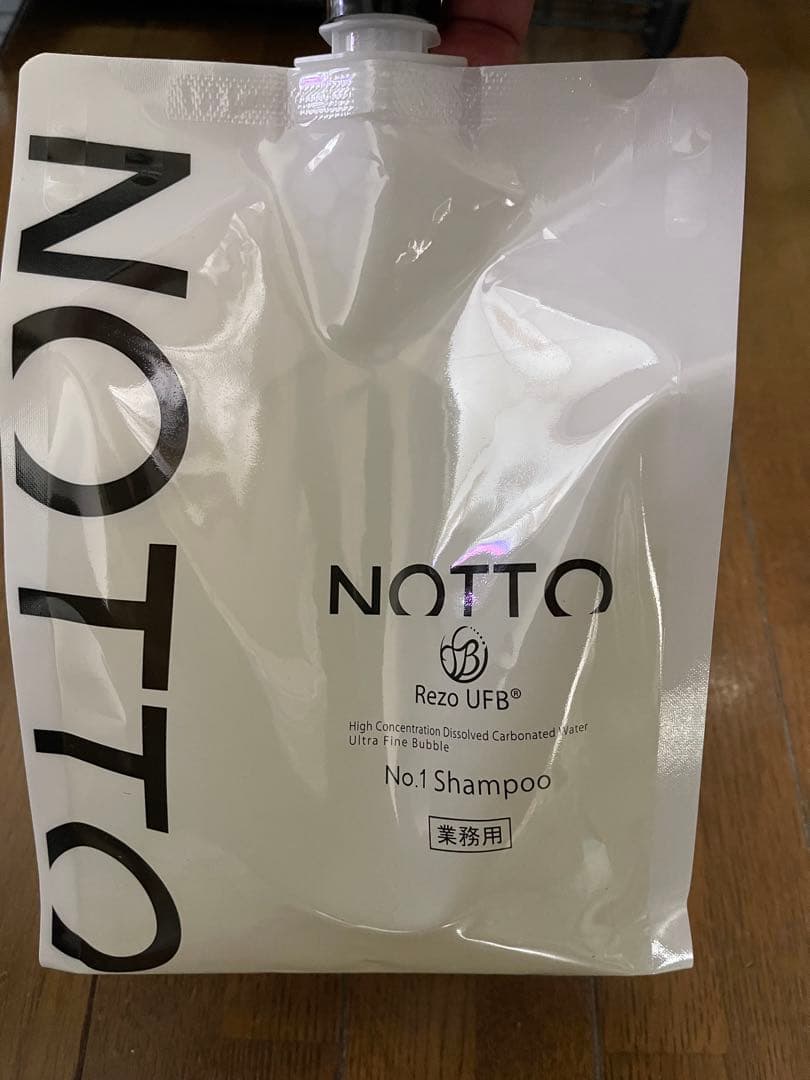 NOTTO
NOTTO
B
Rezo UFB®
High Concentration Dissolved Carbonated Water
Ultra Fine Bubble
No.1 Shampoo
業務用